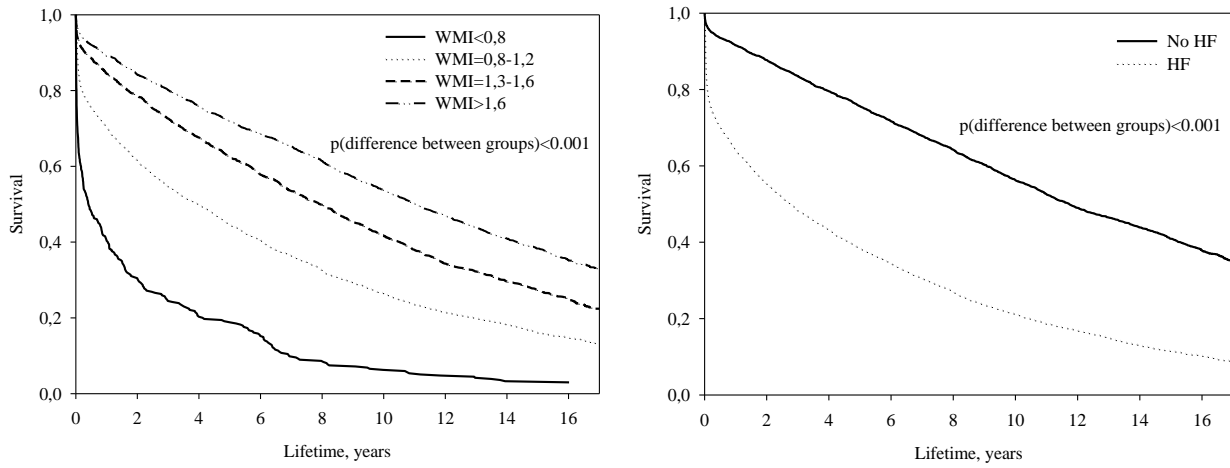 1,0
0,8
0,6
0,4
0,2
0,0
Survival
WMI<0,8
WMI=0,8-1,2
WMI=1,3-1,6
WMI>1,6
p(difference between groups)<0.001
0 2 4 6 8 10 12 14 16
Lifetime, years
1,0
0,8
0,6
0,4
0,2
0,0
Survival
No HF
HF
p(difference between groups)<0.001
0 2 4 6 8 10 12 14 16
Lifetime, years